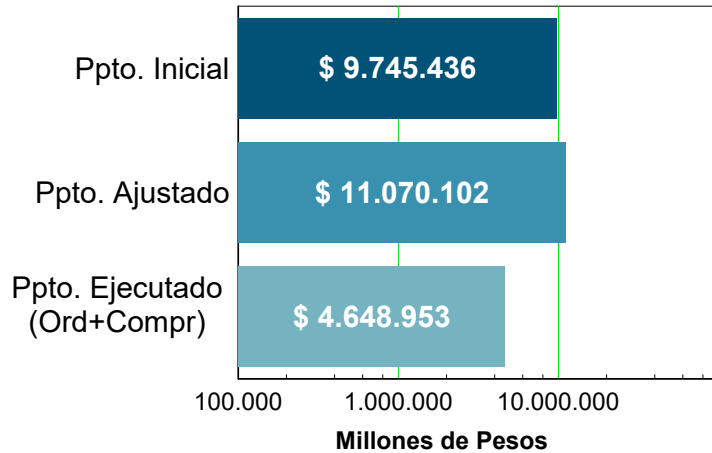 Ppto. Inicial
$ 9.745.436
Ppto. Ajustado
$ 11.070.102
Ppto. Ejecutado
(Ord+Compr)
$ 4.648.953
100.000
1.000.000
10.000.000
Millones de Pesos